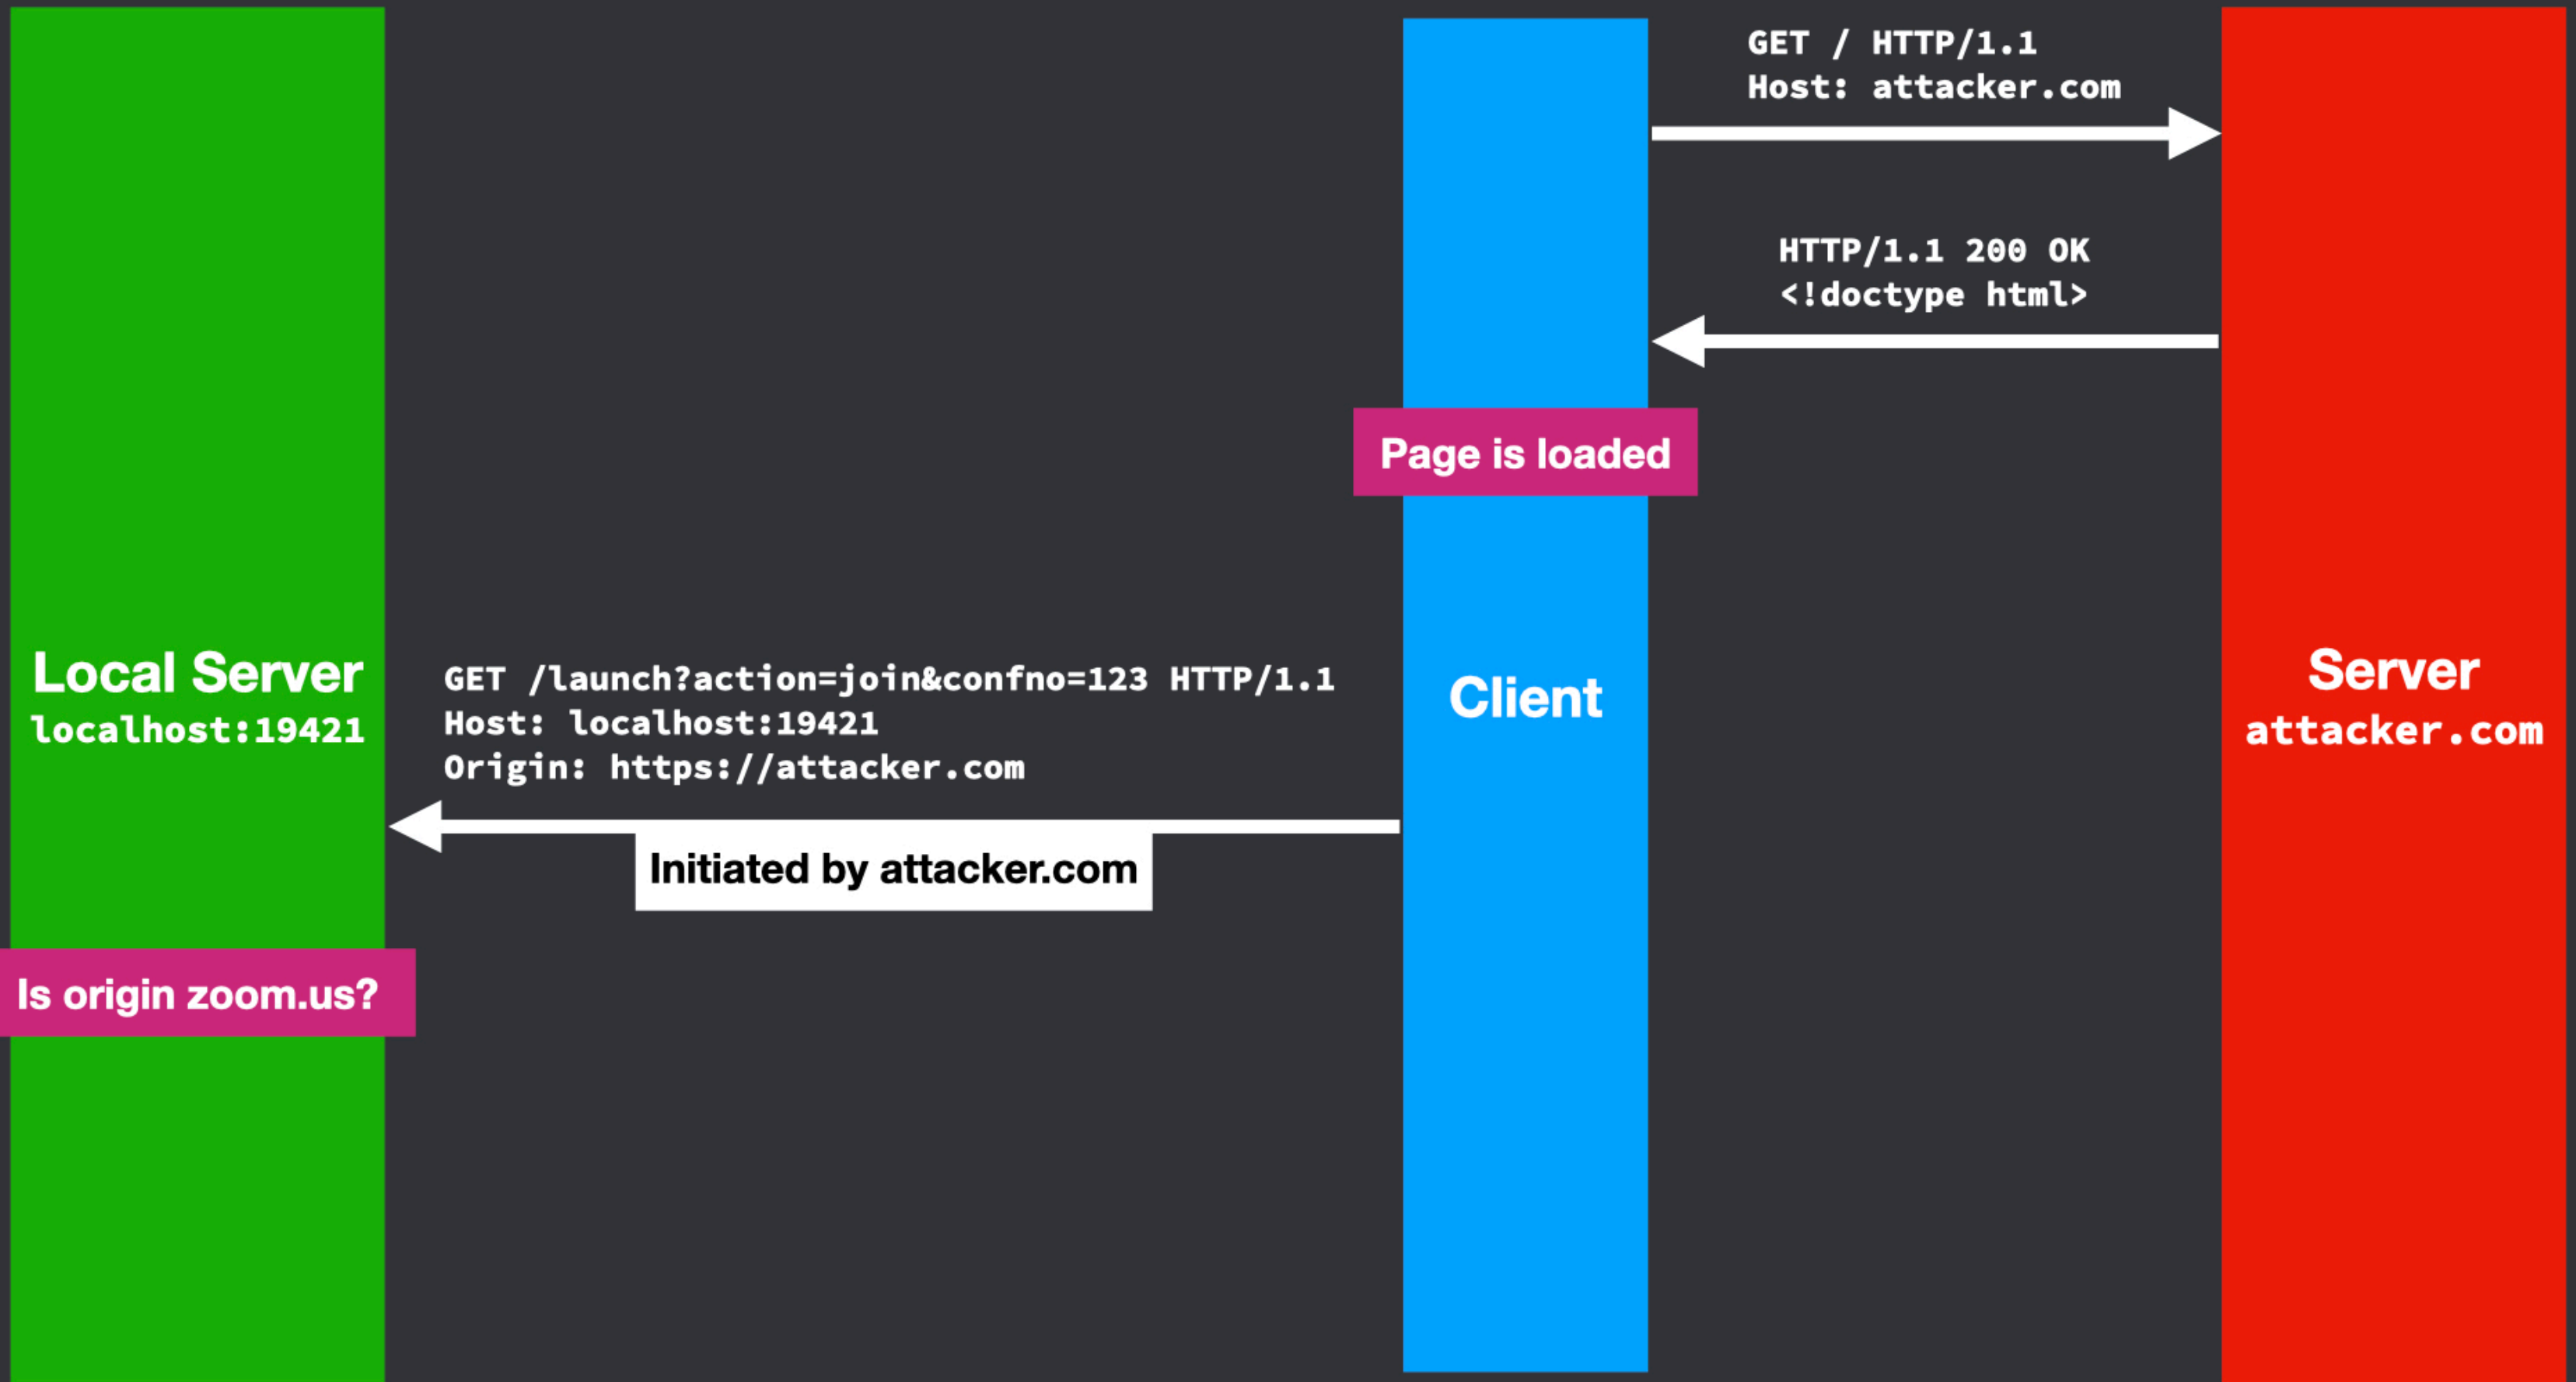 GET / HTTP/1.1
Host: attacker.com
HTTP/1.1 200 OK
<!doctype html>
Page is loaded
Local Server
localhost:19421
GET /launch?action=join&confno=123 HTTP/1.1
Host: localhost:19421
Origin: https://attacker.com
Initiated by attacker.com
Client
Server
attacker.com
Is origin zoom.us?